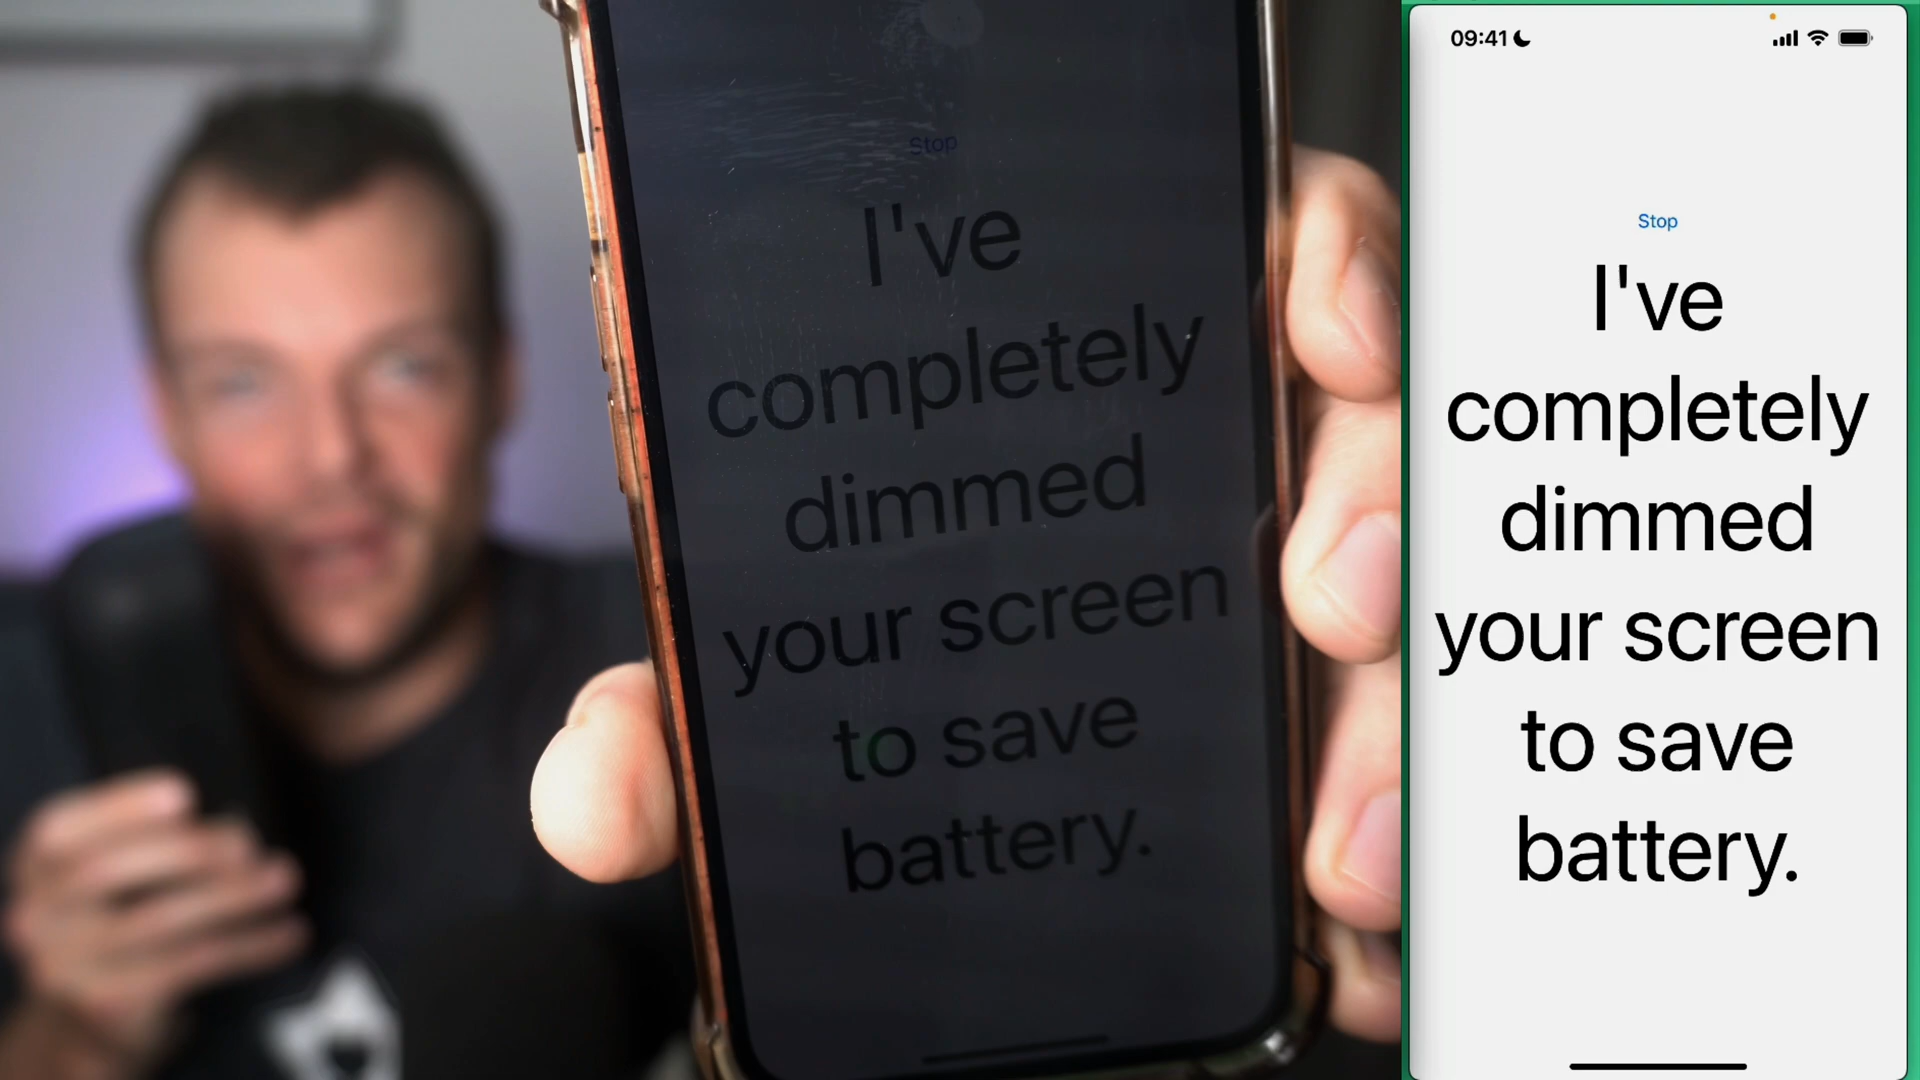 Stop
I've
completely
dimmed
your screen
to save
battery.
09:41
Stop
I've
completely
dimmed
your screen
to save
battery.